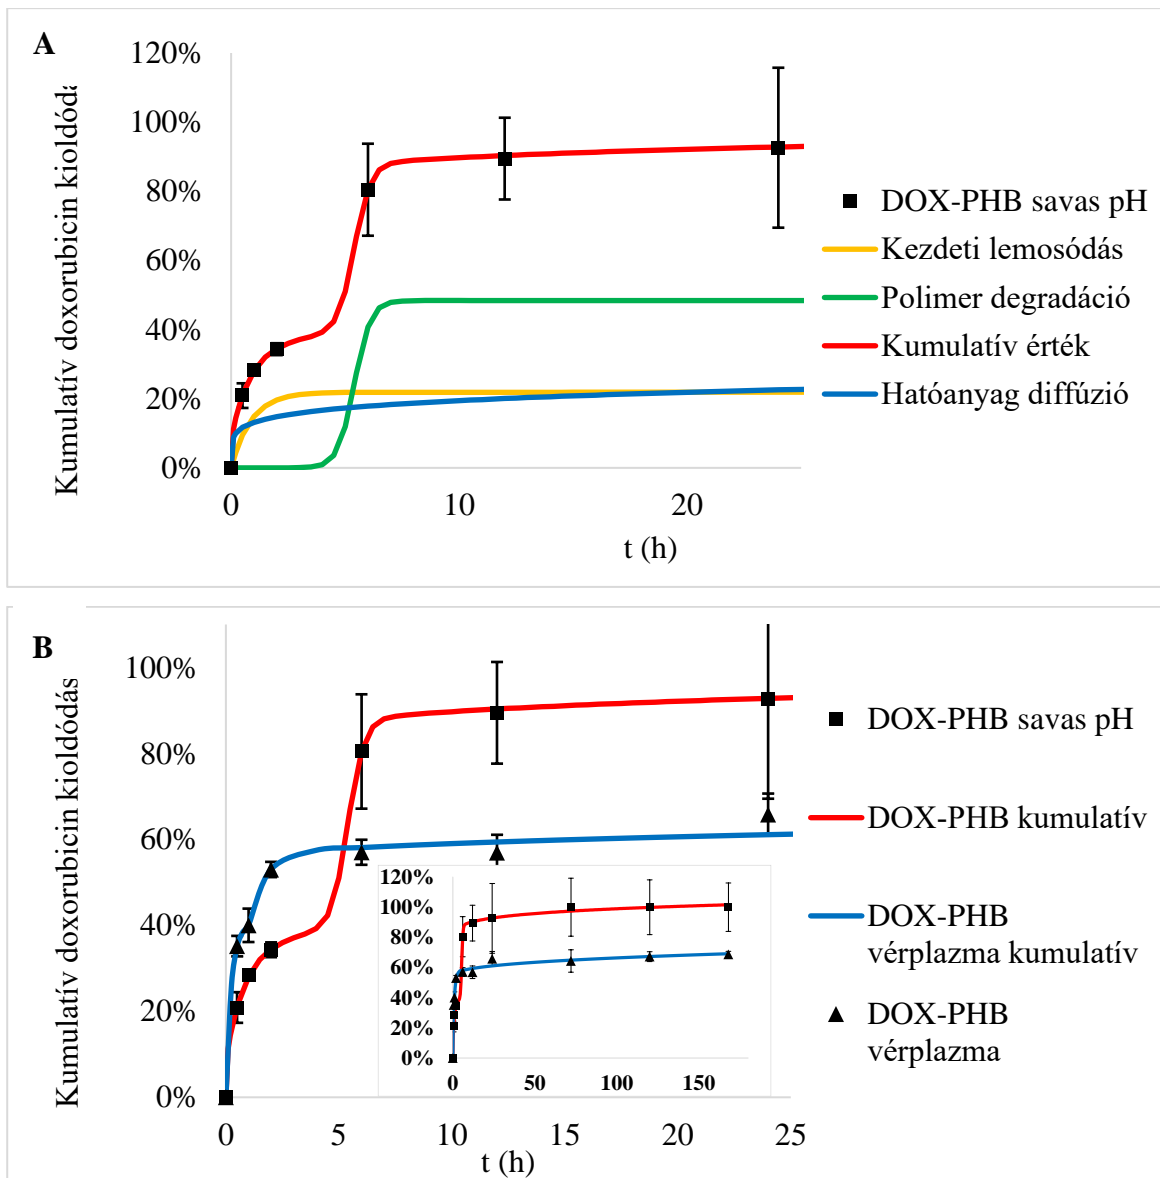 A
120%
100%
80%
60%
40%
20%
0%
Kumulatív doxorubicin kioldódá
0
10
20
t (h)
DOX-PHB savas pH
Kezdeti lemosódás
Polimer degradáció
Kumulatív érték
Hatóanyag diffúzió
B
100%
80%
60%
40%
20%
0%
Kumulatív doxorubicin kioldódás
0
5
10
15
20
25
t (h)
120%
100%
80%
60%
40%
20%
0%
0
50
100
150
DOX-PHB savas pH
DOX-PHB kumulatív
DOX-PHB
vérplazma kumulatív
DOX-PHB
vérplazma